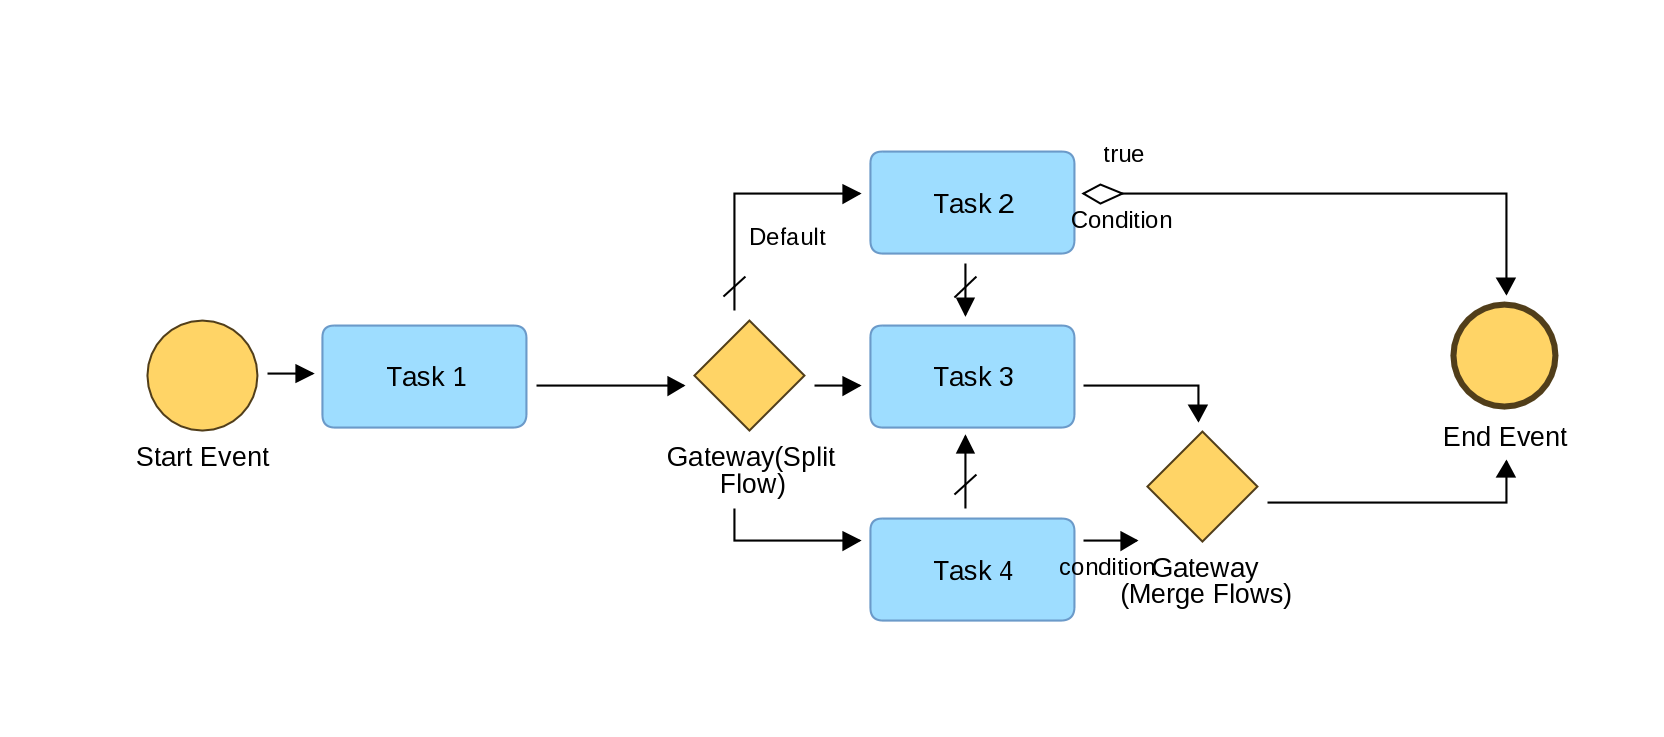 true
Task 2
Condition
Default
Start Event
Task 1
Gateway(Split
Flow)
Task 3
End Event
Task 4
condition
Gateway
(Merge Flows)